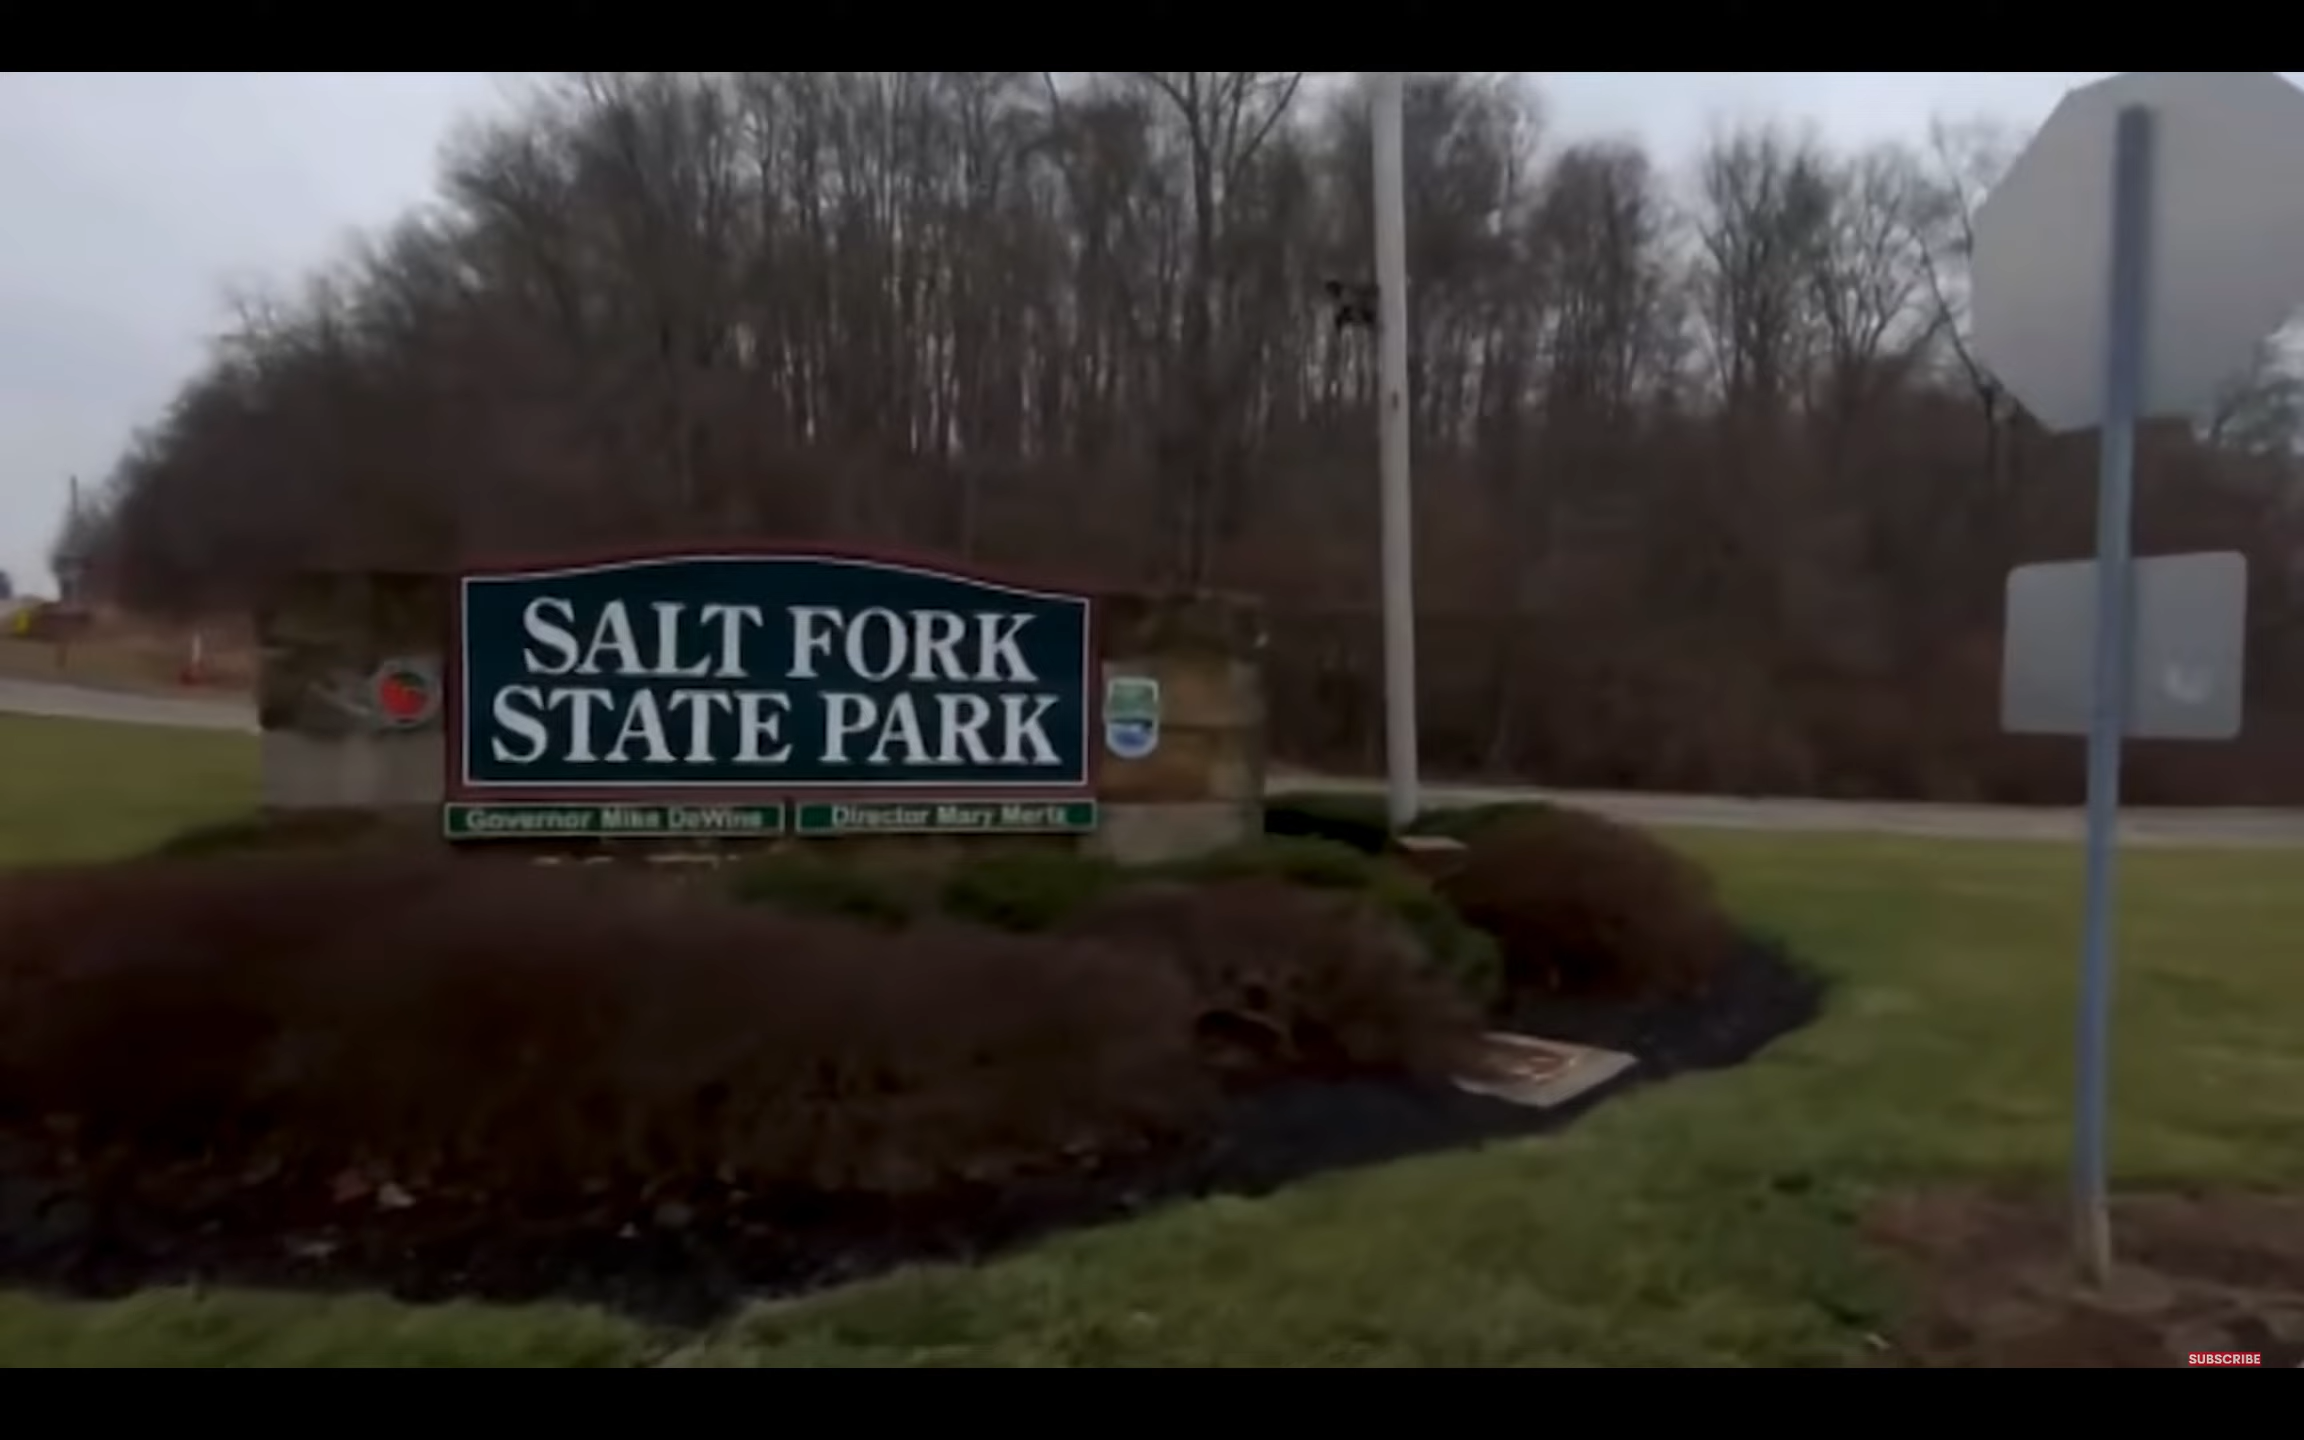 SALT FORK
STATE PARK
Governor Mike DeWine
Director Mary Mertz
SUBSCRIBE